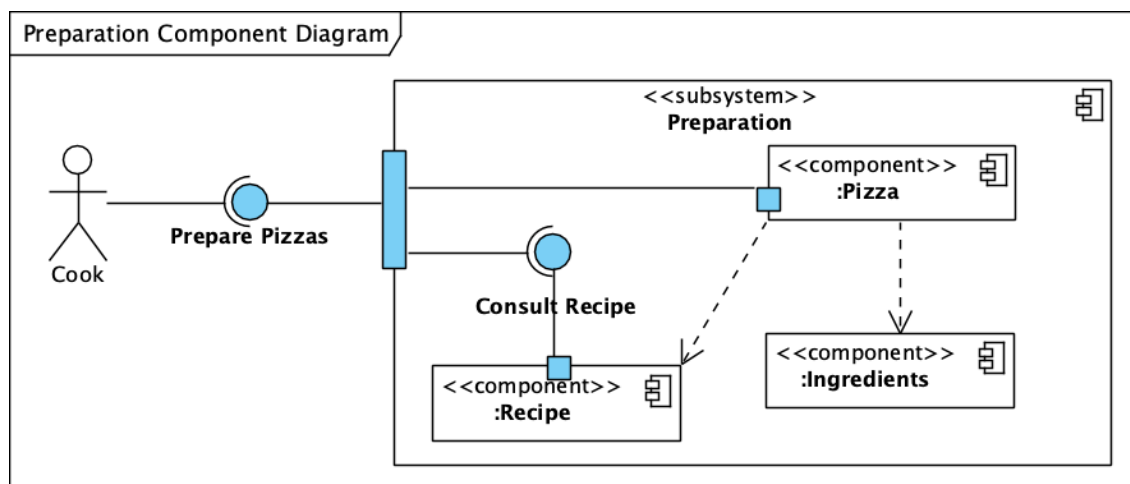 Preparation Component Diagram
<<subsystem>>
Preparation
<<component>>
:Pizza
Prepare Pizzas
Cook
Consult Recipe
<<component>>
:Ingredients
<<component>>
:Recipe